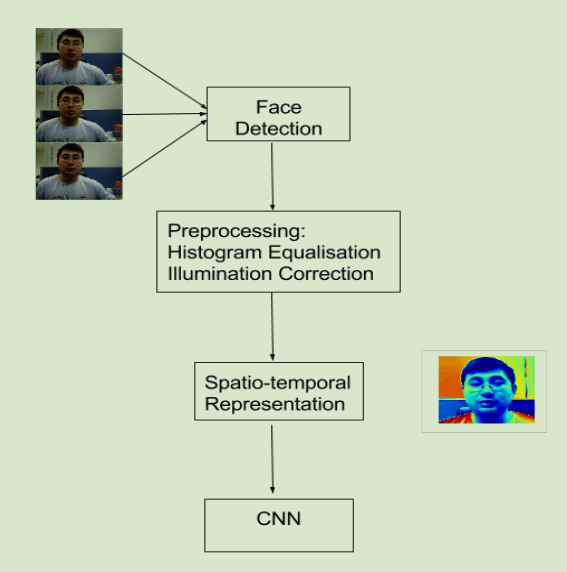 Face
Detection
Preprocessing:
Histogram Equalisation
Illumination Correction
Spatio-temporal
Representation
CNN